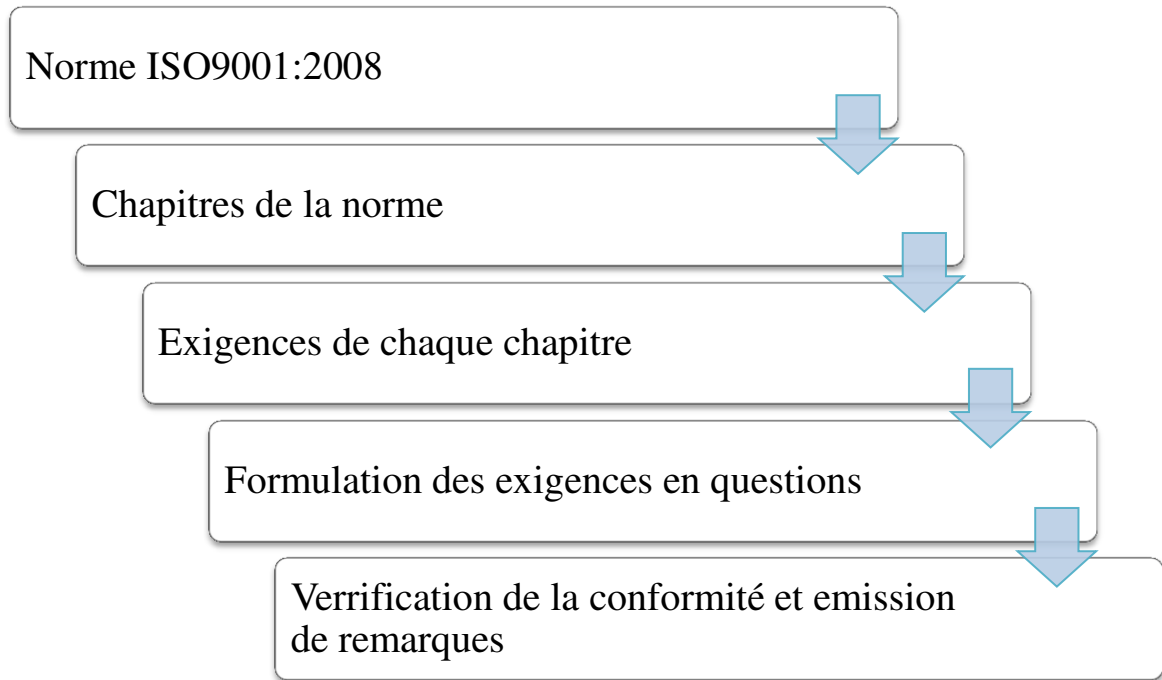 Norme ISO9001:2008
Chapitres de la norme
Exigences de chaque chapitre
Formulation des exigences en questions
Verrification de la conformité et emission
de remarques